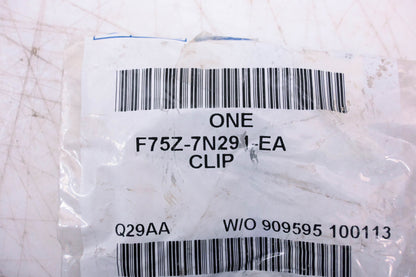 ONE
F75Z-7N291-EA
CLIP
Q29AA W/O 909595 100113